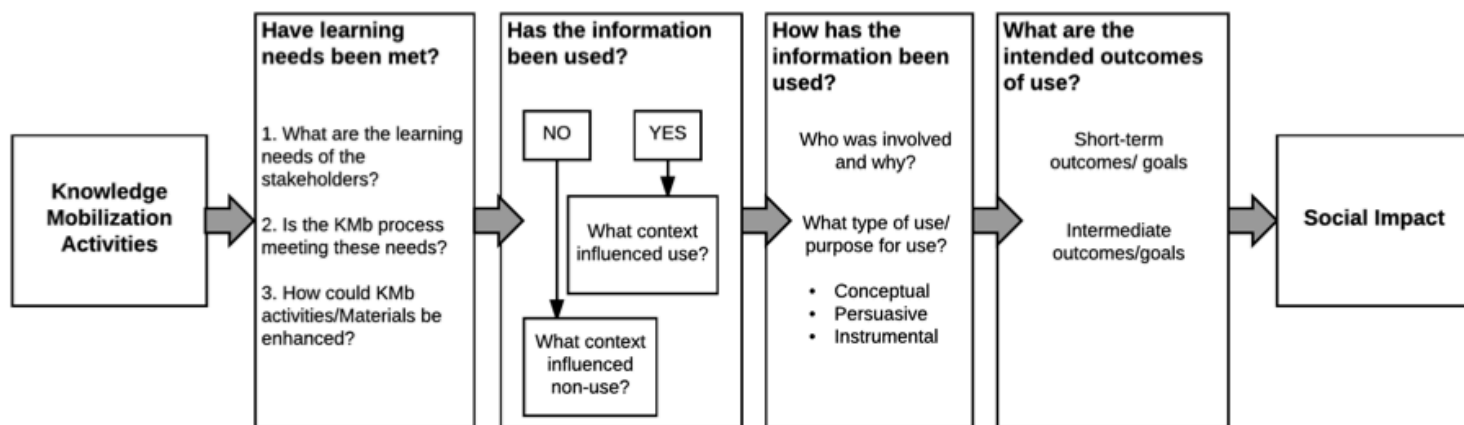 Knowledge
Mobilization
Activities
Have learning
needs been met?
1. What are the learning
needs of the
stakeholders?
2. Is the KMb process
meeting these needs?
3. How could KMb
activities/Materials be
enhanced?
Has the information
been used?
NO
YES
What context
influenced use?
What context
influenced
non-use?
How has the
information been
used?
Who was involved
and why?
What type of use/
purpose for use?
• Conceptual
• Persuasive
• Instrumental
What are the
intended outcomes
of use?
Short-term
outcomes/ goals
Intermediate
outcomes/goals
Social Impact